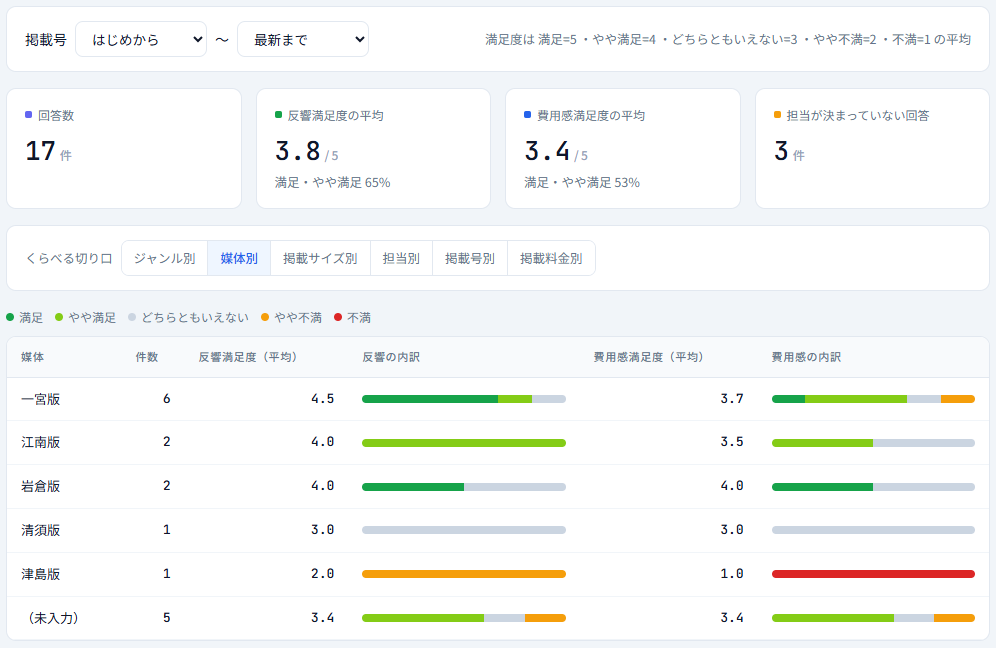 掲載号 はじめから ～ 最新まで 満足度は 満足=5 ・やや満足=4 ・どちらともいえない=3 ・やや不満=2 ・不満=1 の平均
回答数
17 件
反響満足度の平均
3.8 / 5
満足・やや満足 65%
費用感満足度の平均
3.4 / 5
満足・やや満足 53%
担当が決まっていない回答
3 件
くらべる切り口 ジャンル別 媒体別 掲載サイズ別 担当別 掲載号別 掲載料金別
満足 やや満足 どちらともいえない やや不満 不満
媒体 件数 反響満足度（平均） 反響の内訳 費用感満足度（平均） 費用感の内訳
一宮版 6 4.5 3.7
江南版 2 4.0 3.5
岩倉版 2 4.0 4.0
清須版 1 3.0 3.0
津島版 1 2.0 1.0
（未入力） 5 3.4 3.4